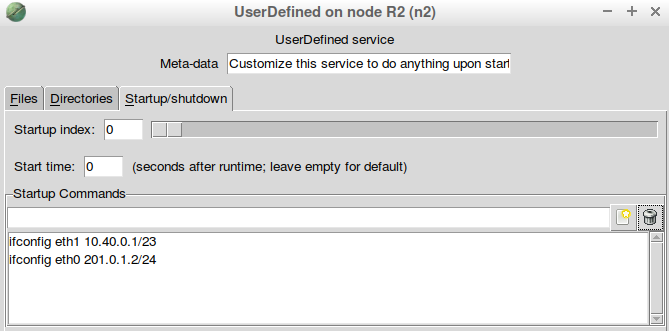 UserDefined on node R2 (n2)
UserDefined service
Meta-data Customize this service to do anything upon start
Files Directories Startup/shutdown
Startup index: 0
Start time: 0 (seconds after runtime; leave empty for default)
Startup Commands
ifconfig eth1 10.40.0.1/23
ifconfig eth0 201.0.1.2/24